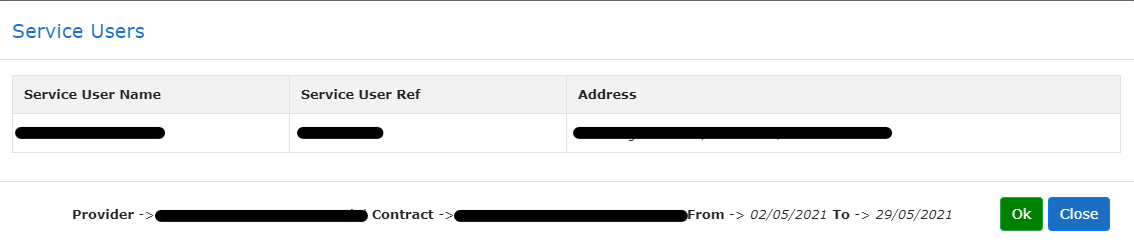 Service Users
Service User Name Service User Ref Address
Provider -> Contract -> From -> 02/05/2021 To -> 29/05/2021 Ok Close